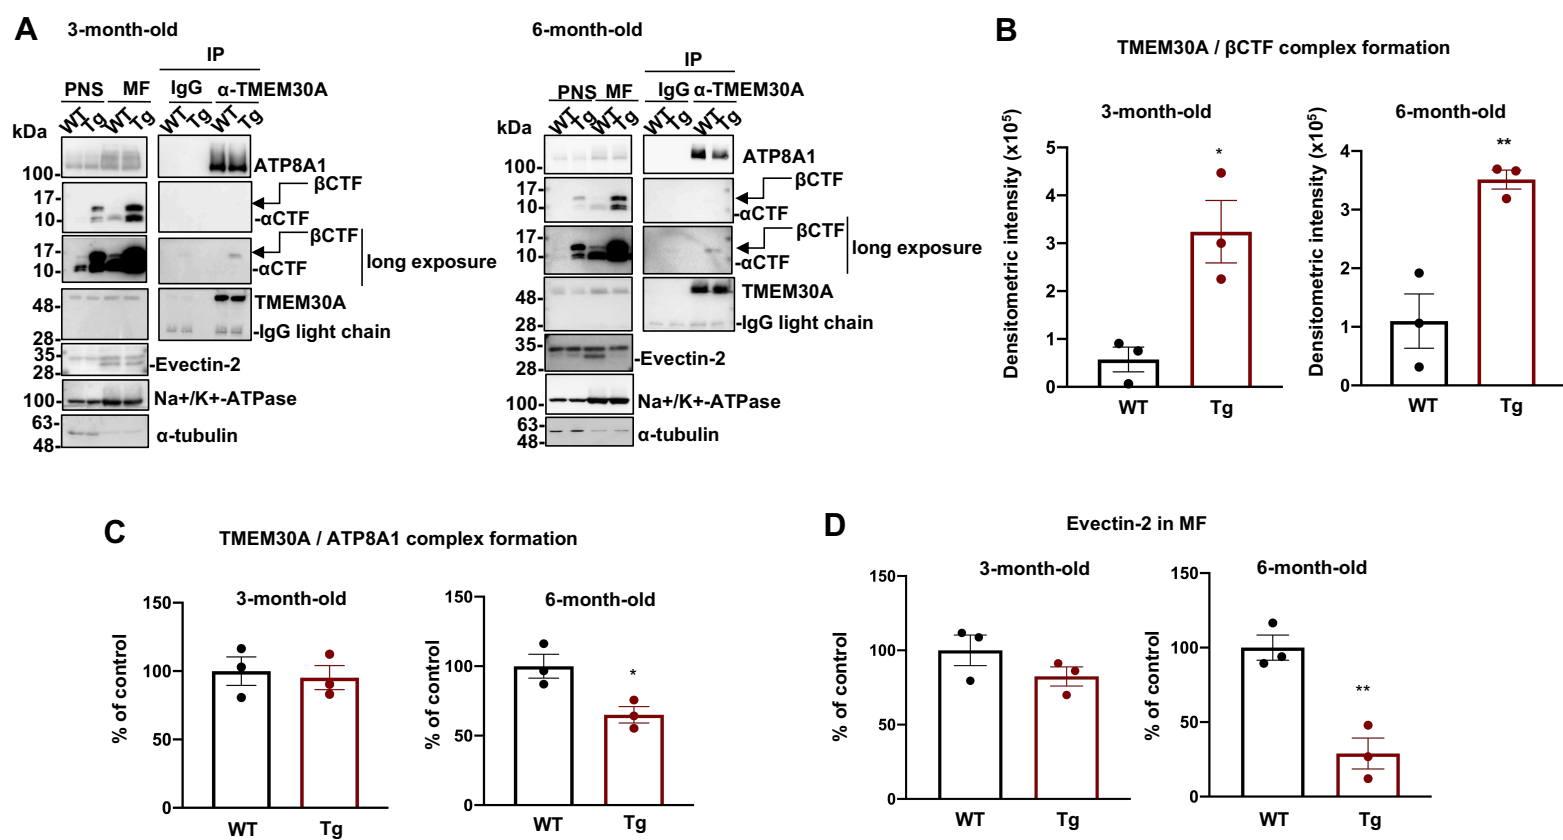 A
3-month-old
IP
PNS MF IgG α-TMEM30A
WT Tg WT Tg WT Tg WT Tg
kDa
100- ATP8A1
17- βCTF
10- -αCTF
17- βCTF
10- -αCTF long exposure
48- TMEM30A
28- -IgG light chain
35- -Evectin-2
28-
100- Na+/K+-ATPase
63- α-tubulin
48-
6-month-old
IP
PNS MF IgG α-TMEM30A
WT Tg WT Tg WT Tg WT Tg
kDa
100- ATP8A1
17- βCTF
10- -αCTF
17- βCTF
10- -αCTF long exposure
48- TMEM30A
28- -IgG light chain
35- -Evectin-2
28-
100- Na+/K+-ATPase
63- α-tubulin
48-
B
TMEM30A / βCTF complex formation
3-month-old
Densitometric intensity (x10⁵)
5
4
3
2
1
0
*
WT Tg
6-month-old
Densitometric intensity (x10⁵)
4
3
2
1
0
**
WT Tg
C
TMEM30A / ATP8A1 complex formation
3-month-old
% of control
150
100
50
0
WT Tg
6-month-old
% of control
150
100
50
0
*
WT Tg
D
Evectin-2 in MF
3-month-old
% of control
150
100
50
0
WT Tg
6-month-old
% of control
150
100
50
0
**
WT Tg